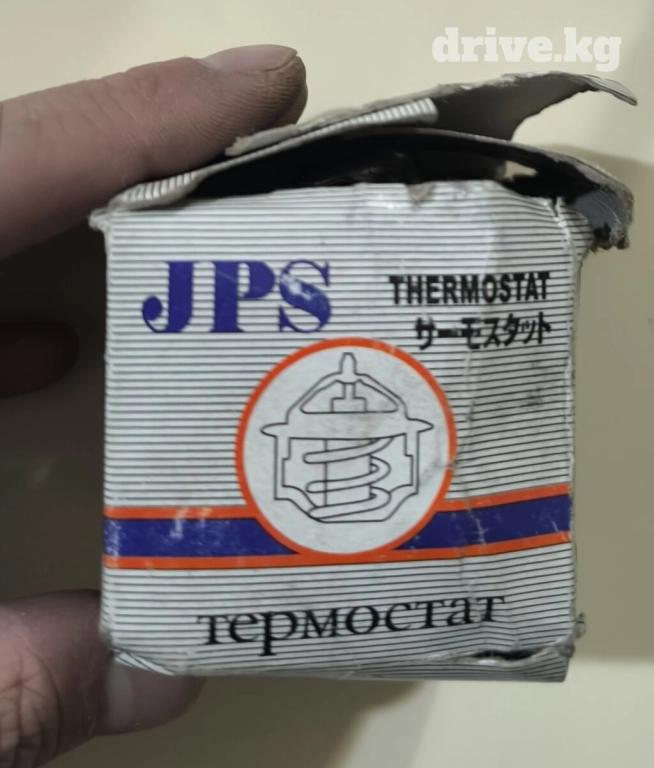 drive.kg
JPS
THERMOSTAT
サーモスタット
термостат